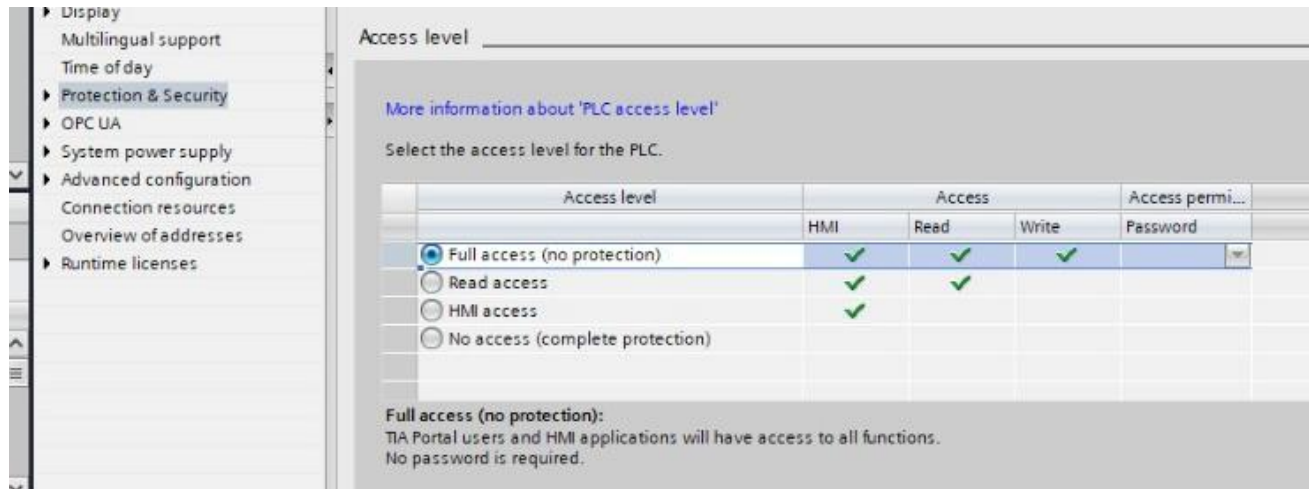 Display
Multilingual support
Time of day
Protection & Security
OPC UA
System power supply
Advanced configuration
Connection resources
Overview of addresses
Runtime licenses
Access level
More information about 'PLC access level'
Select the access level for the PLC.
Access level Access Access permi...
HMI Read Write Password
Full access (no protection)
Read access
HMI access
No access (complete protection)
Full access (no protection):
TIA Portal users and HMI applications will have access to all functions.
No password is required.